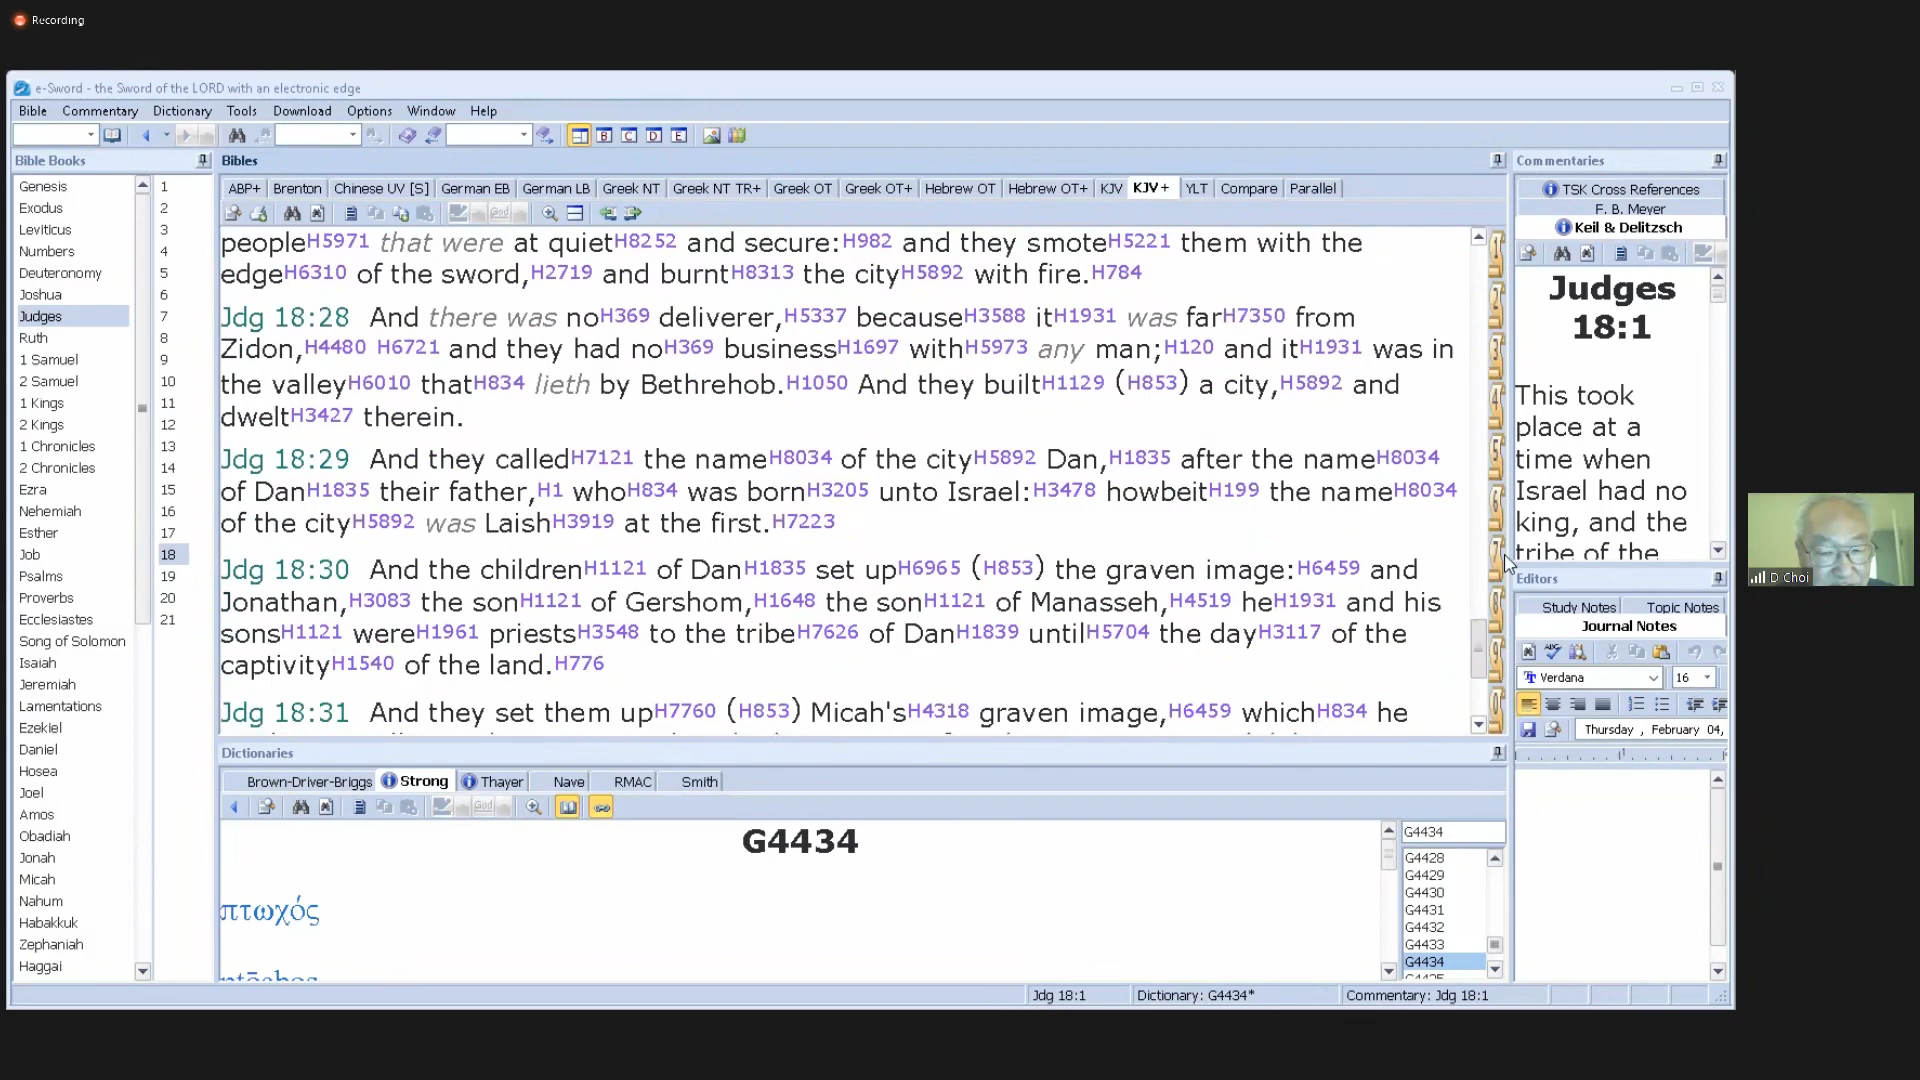 Recording
e-Sword - the Sword of the LORD with an electronic edge
Bible Commentary Dictionary Tools Download Options Window Help
B C D E
Bible Books
Genesis
Exodus
Leviticus
Numbers
Deuteronomy
Joshua
Judges
Ruth
1 Samuel
2 Samuel
1 Kings
2 Kings
1 Chronicles
2 Chronicles
Ezra
Nehemiah
Esther
Job
Psalms
Proverbs
Ecclesiastes
Song of Solomon
Isaiah
Jeremiah
Lamentations
Ezekiel
Daniel
Hosea
Joel
Amos
Obadiah
Jonah
Micah
Nahum
Habakkuk
Zephaniah
Haggai
1
2
3
4
5
6
7
8
9
10
11
12
13
14
15
16
17
18
19
20
21
Bibles
ABP+ Brenton Chinese UV [S] German EB German LB Greek NT Greek NT TR+ Greek OT Greek OT+ Hebrew OT Hebrew OT+ KJV KJV+ YLT Compare Parallel
God
peopleH5971 that were at quietH8252 and secure:H982 and they smoteH5221 them with the
edgeH6310 of the sword,H2719 and burntH8313 the cityH5892 with fire.H784
Jdg 18:28 And there was noH369 deliverer,H5337 becauseH3588 itH1931 was farH7350 from
Zidon,H4480 H6721 and they had noH369 businessH1697 withH5973 any man;H120 and itH1931 was in
the valleyH6010 thatH834 lieth by Bethrehob.H1050 And they builtH1129 (H853) a city,H5892 and
dweltH3427 therein.
Jdg 18:29 And they calledH7121 the nameH8034 of the cityH5892 Dan,H1835 after the nameH8034
of DanH1835 their father,H1 whoH834 was bornH3205 unto Israel:H3478 howbeitH199 the nameH8034
of the cityH5892 was LaishH3919 at the first.H7223
Jdg 18:30 And the childrenH1121 of DanH1835 set upH6965 (H853) the graven image:H6459 and
Jonathan,H3083 the sonH1121 of Gershom,H1648 the sonH1121 of Manasseh,H4519 heH1931 and his
sonsH1121 wereH1961 priestsH3548 to the tribeH7626 of DanH1839 untilH5704 the dayH3117 of the
captivityH1540 of the land.H776
Jdg 18:31 And they set them upH7760 (H853) Micah'sH4318 graven image,H6459 whichH834 he
1
2
3
4
5
6
7
8
9
0
Dictionaries
Brown-Driver-Briggs Strong Thayer Nave RMAC Smith
God
G4434
πτωχός
ptōchos
G4434
G4428
G4429
G4430
G4431
G4432
G4433
G4434
G4435
Commentaries
TSK Cross References
F. B. Meyer
Keil & Delitzsch
Judges
18:1
This took
place at a
time when
Israel had no
king, and the
tribe of the
Editors
Study Notes Topic Notes
Journal Notes
Verdana 16
Thursday , February 04,
1
D Choi
Jdg 18:1 Dictionary: G4434* Commentary: Jdg 18:1